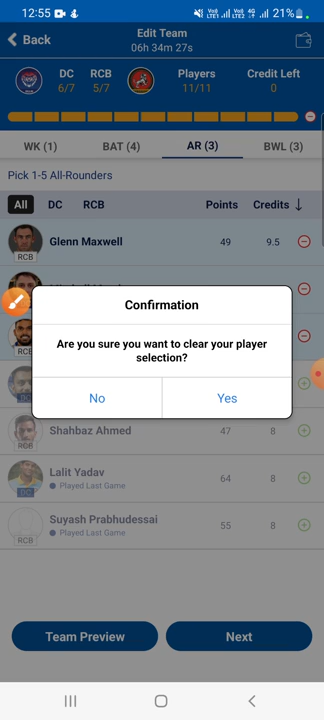 12:55
21%
Back
Edit Team
06h 34m 27s
DC RCB Players Credit Left
6/7 5/7 11/11 0
WK (1) BAT (4) AR (3) BWL (3)
Pick 1-5 All-Rounders
All DC RCB Points Credits ↓
Glenn Maxwell 49 9.5
RCB
Confirmation
Are you sure you want to clear your player
selection?
No Yes
RCB
DC
Shahbaz Ahmed 47 8
RCB
Lalit Yadav 64 8
Played Last Game
DC
Suyash Prabhudessai 55 8
Played Last Game
RCB
Team Preview Next